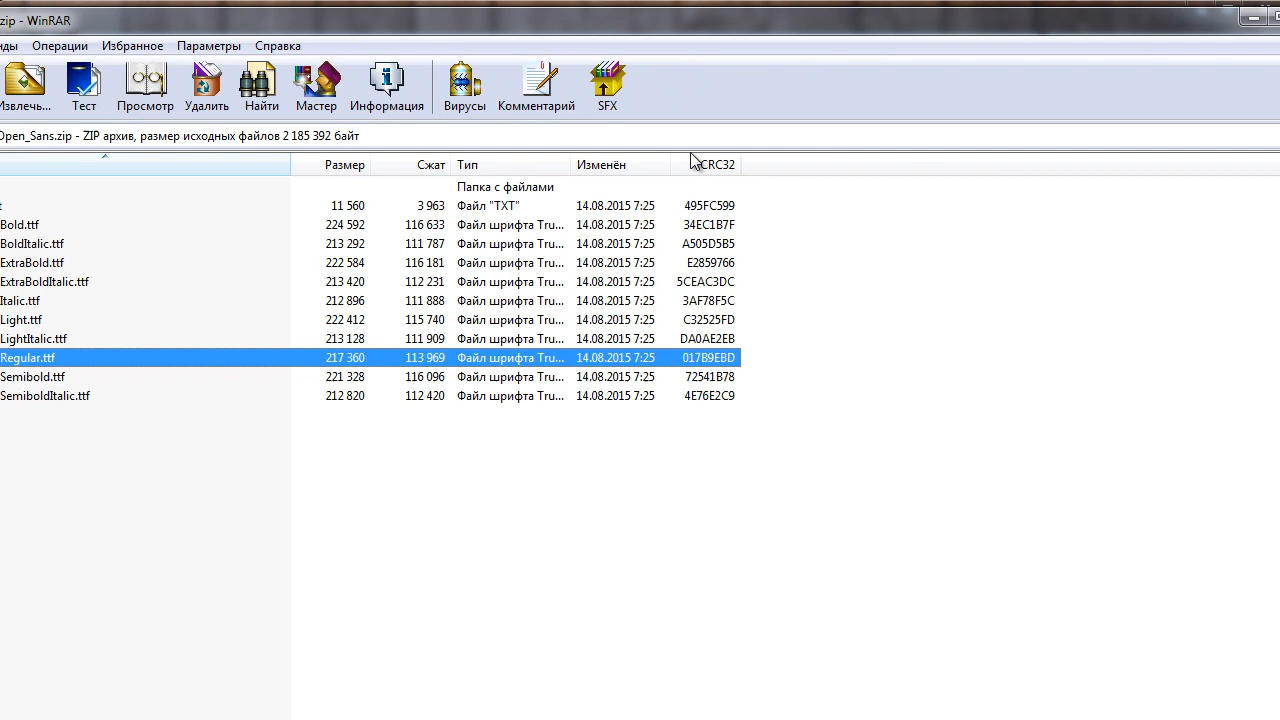 zip - WinRAR
нды Операции Избранное Параметры Справка
Извлечь... Тест Просмотр Удалить Найти Мастер Информация Вирусы Комментарий SFX
Open_Sans.zip - ZIP архив, размер исходных файлов 2 185 392 байт
Размер Сжат Тип Изменён CRC32
Папка с файлами
t 11 560 3 963 Файл "TXT" 14.08.2015 7:25 495FC599
Bold.ttf 224 592 116 633 Файл шрифта Tru... 14.08.2015 7:25 34EC1B7F
BoldItalic.ttf 213 292 111 787 Файл шрифта Tru... 14.08.2015 7:25 A505D5B5
ExtraBold.ttf 222 584 116 181 Файл шрифта Tru... 14.08.2015 7:25 E2859766
ExtraBoldItalic.ttf 213 420 112 231 Файл шрифта Tru... 14.08.2015 7:25 5CEAC3DC
Italic.ttf 212 896 111 888 Файл шрифта Tru... 14.08.2015 7:25 3AF78F5C
Light.ttf 222 412 115 740 Файл шрифта Tru... 14.08.2015 7:25 C32525FD
LightItalic.ttf 213 128 111 909 Файл шрифта Tru... 14.08.2015 7:25 DA0AE2EB
Regular.ttf 217 360 113 969 Файл шрифта Tru... 14.08.2015 7:25 017B9EBD
Semibold.ttf 221 328 116 096 Файл шрифта Tru... 14.08.2015 7:25 72541B78
SemiboldItalic.ttf 212 820 112 420 Файл шрифта Tru... 14.08.2015 7:25 4E76E2C9